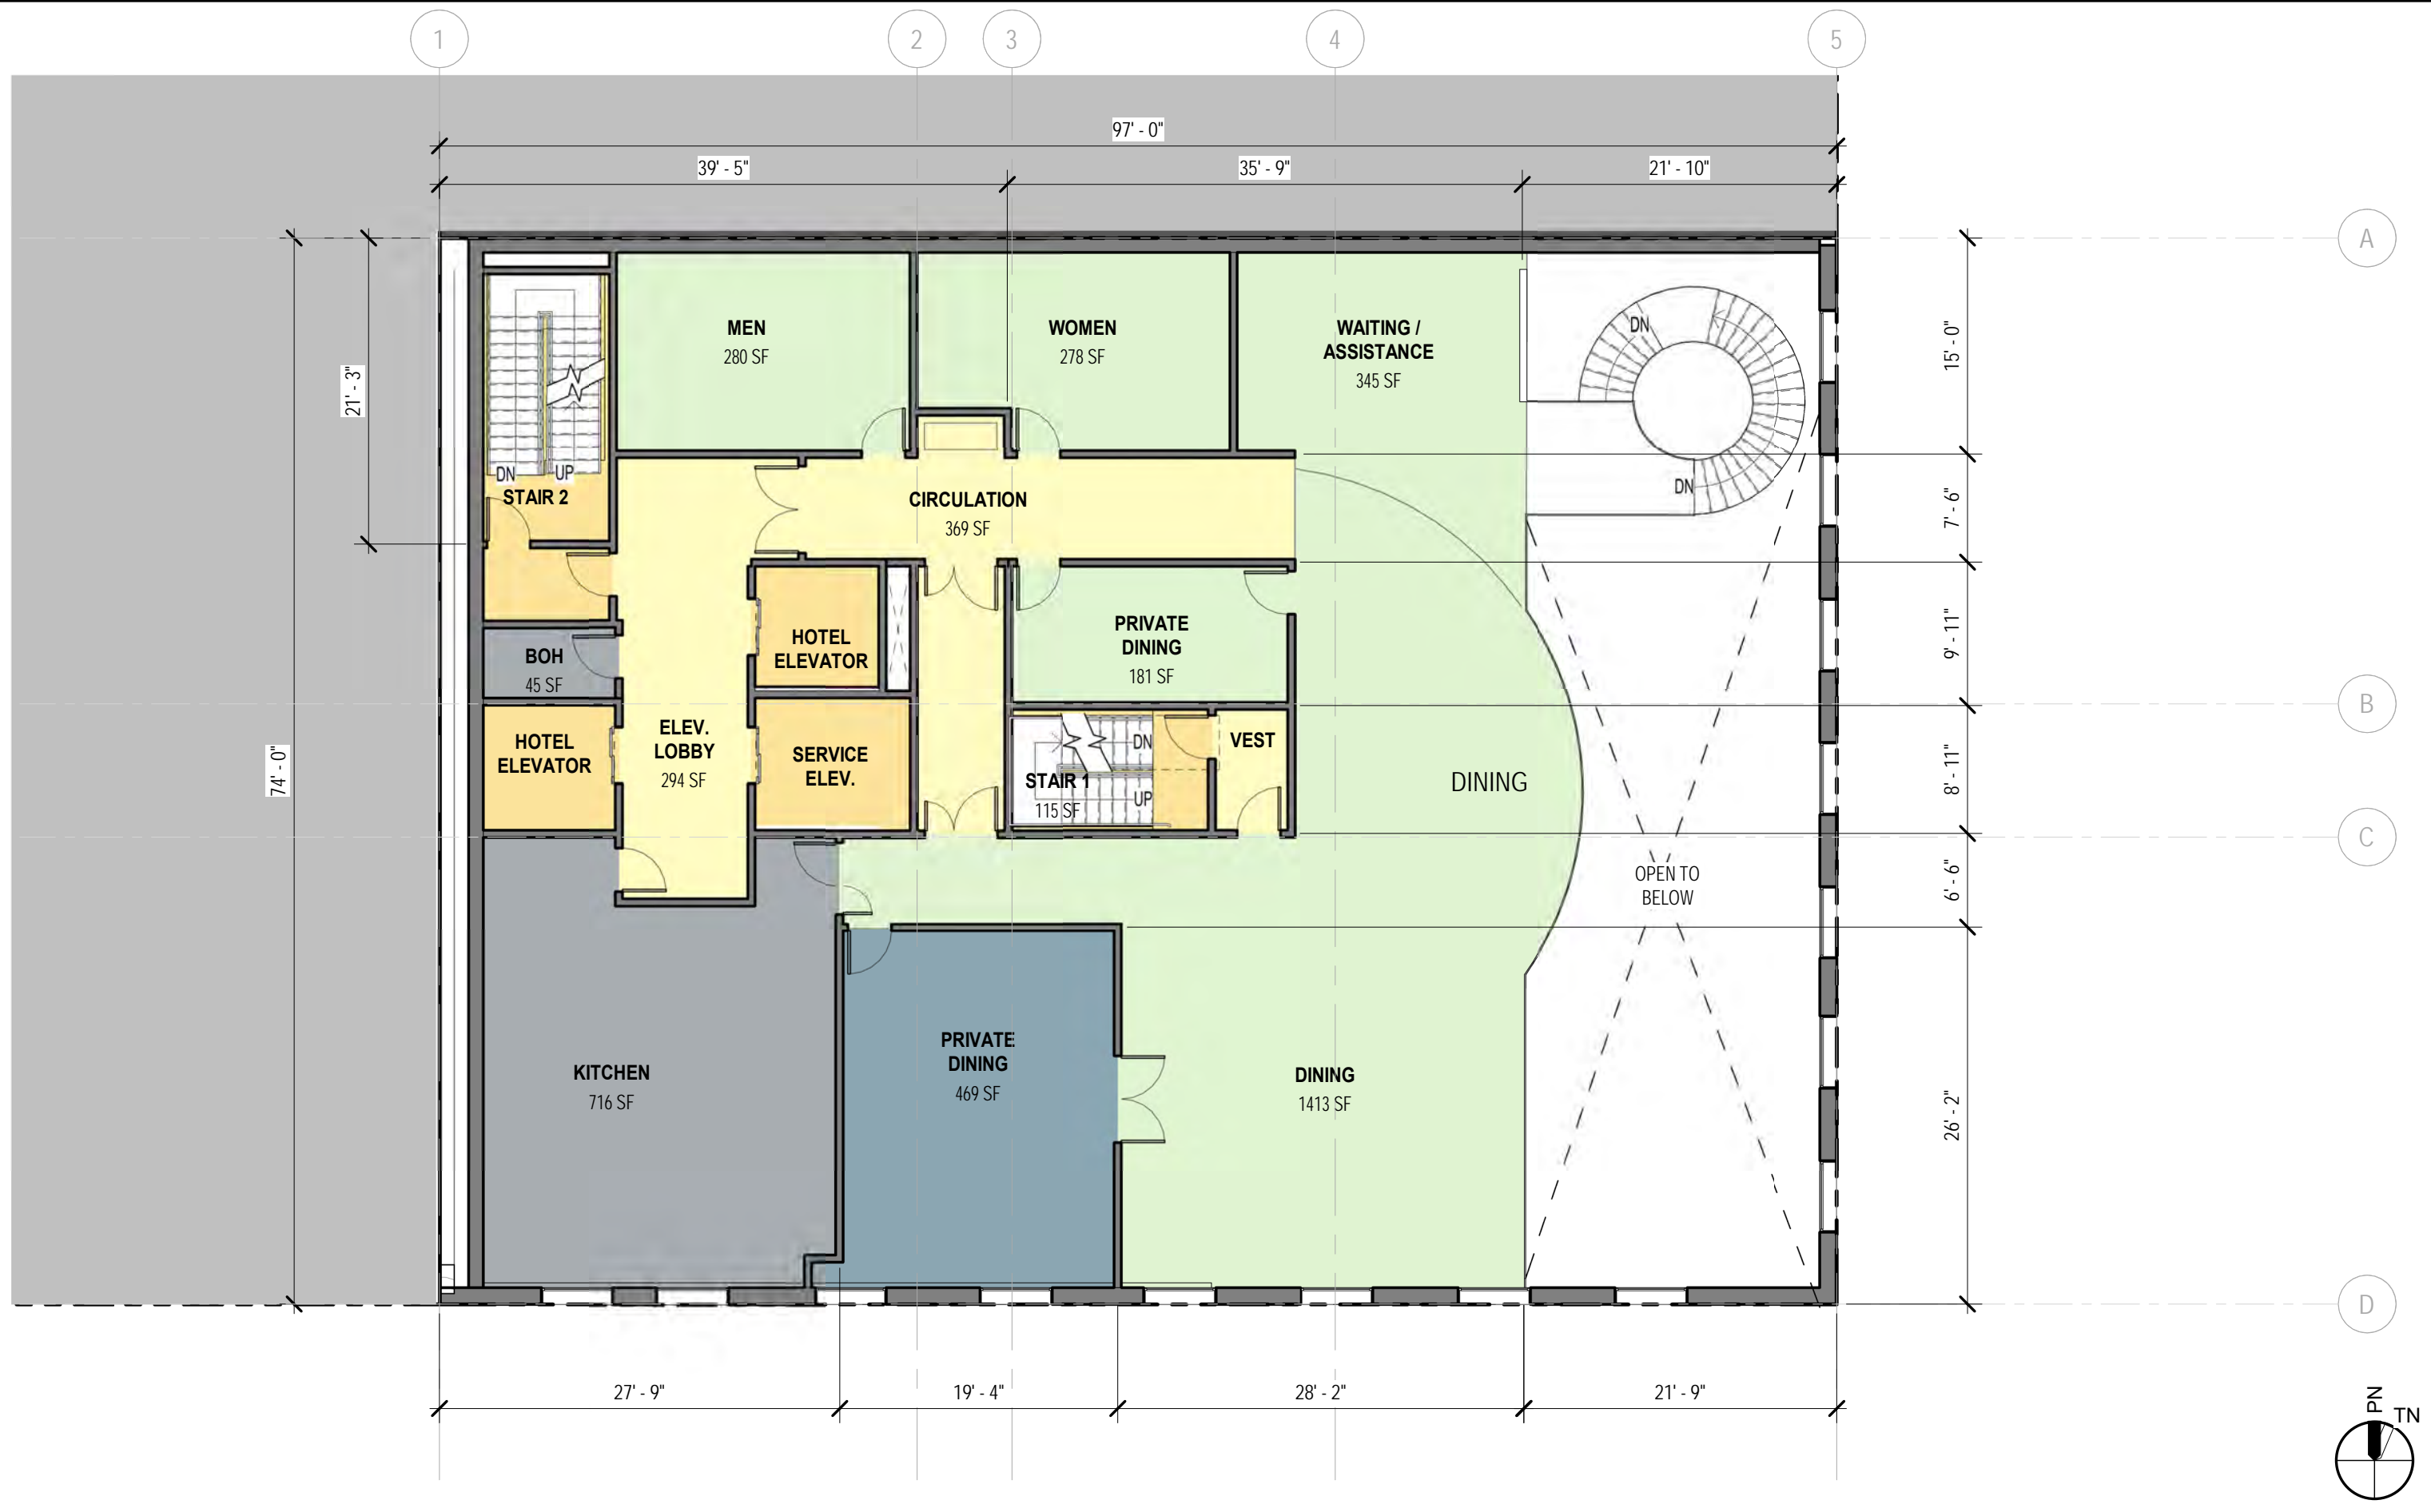 1
2
3
4
5
97' - 0"
39' - 5"
35' - 9"
21' - 10"
A
MEN
280 SF
WOMEN
278 SF
WAITING /
ASSISTANCE
345 SF
DN
15' - 0"
21' - 3"
DN
UP
STAIR 2
CIRCULATION
369 SF
DN
7' - 6"
HOTEL
ELEVATOR
PRIVATE
DINING
181 SF
9' - 11"
BOH
45 SF
B
HOTEL
ELEVATOR
ELEV.
LOBBY
294 SF
SERVICE
ELEV.
STAIR 1
115 SF
DN
UP
VEST
DINING
8' - 11"
74' - 0"
C
OPEN TO
BELOW
6' - 6"
KITCHEN
716 SF
PRIVATE
DINING
469 SF
DINING
1413 SF
26' - 2"
D
27' - 9"
19' - 4"
28' - 2"
21' - 9"
PN
TN